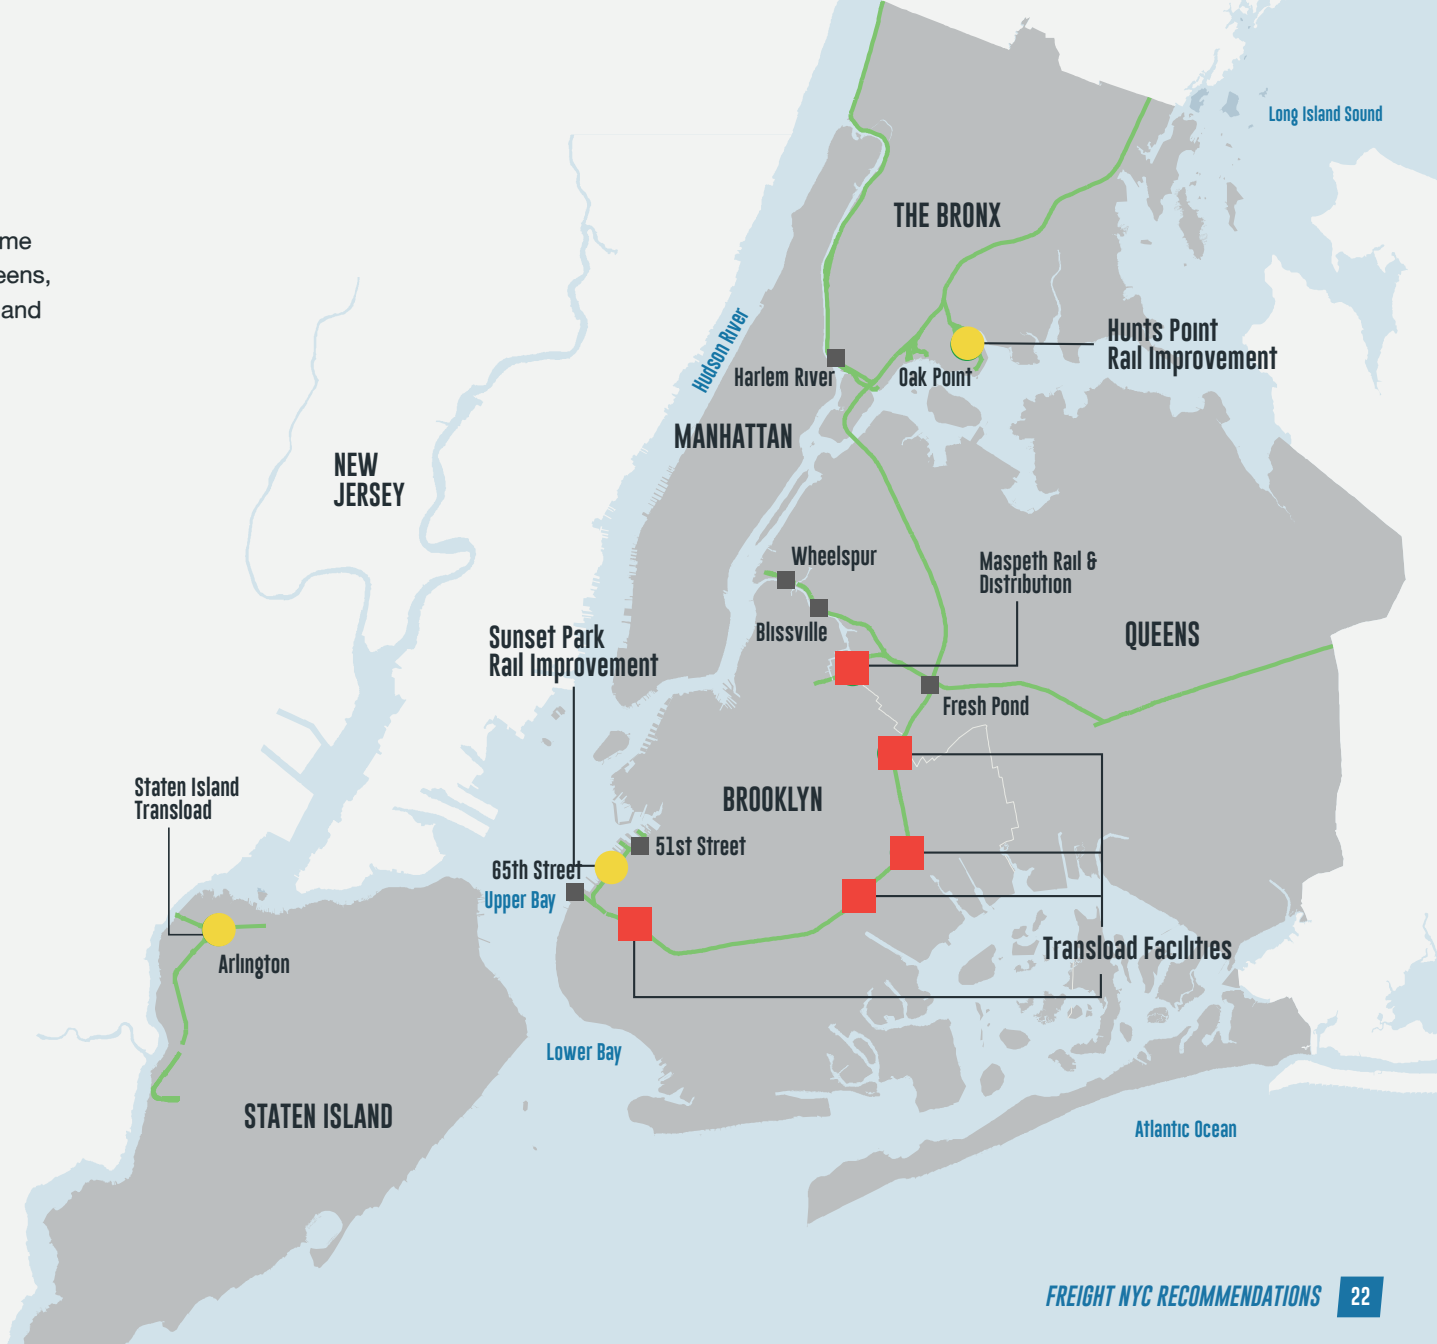 me
eens,
and
Long Island Sound
THE BRONX
Hudson River
Hunts Point
Rail Improvement
Harlem River
Oak Point
MANHATTAN
NEW
JERSEY
Wheelspur
Maspeth Rail &
Distribution
Blissville
QUEENS
Sunset Park
Rail Improvement
Fresh Pond
Staten Island
Transload
BROOKLYN
51st Street
65th Street
Upper Bay
Transload Facilities
Arlington
Lower Bay
STATEN ISLAND
Atlantic Ocean
FREIGHT NYC RECOMMENDATIONS 22